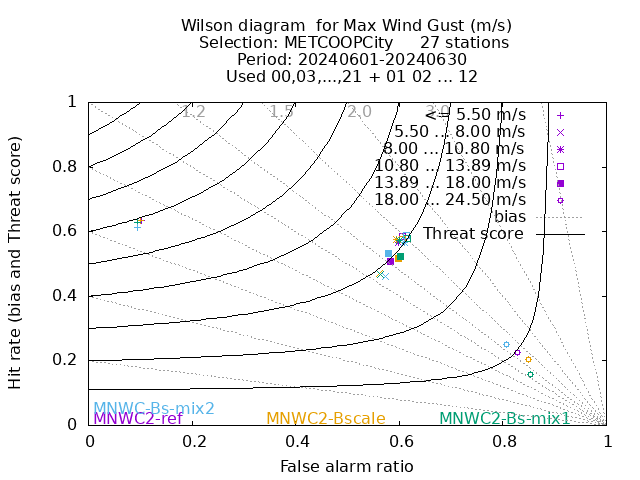 Wilson diagram  for Max Wind Gust (m/s)
Selection: METCOOPCity     27 stations
Period: 20240601-20240630
Used 00,03,...,21 + 01 02 ... 12
Hit rate (bias and Threat score)
1
0.8
0.6
0.4
0.2
0
1.2
1.5
2.0
3.0
<= 5.50 m/s
5.50 ... 8.00 m/s
8.00 ... 10.80 m/s
10.80 ... 13.89 m/s
13.89 ... 18.00 m/s
18.00 ... 24.50 m/s
bias
Threat score
MNWC-Bs-mix2
MNWC2-ref
MNWC2-Bscale
MNWC2-Bs-mix1
0
0.2
0.4
0.6
0.8
1
False alarm ratio